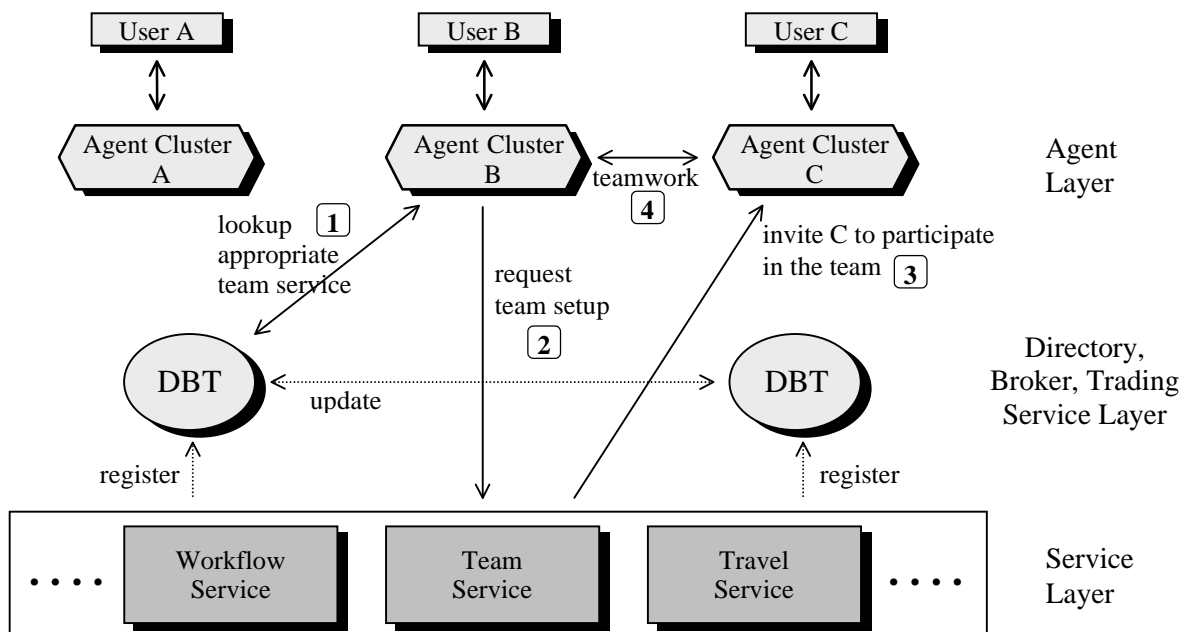 User A
User B
User C
Agent Cluster
A
Agent Cluster
B
Agent Cluster
C
Agent
Layer
teamwork
4
lookup
1
appropriate
team service
request
team setup
2
invite C to participate
in the team
3
DBT
DBT
update
Directory,
Broker, Trading
Service Layer
register
register
Workflow
Service
Team
Service
Travel
Service
Service
Layer